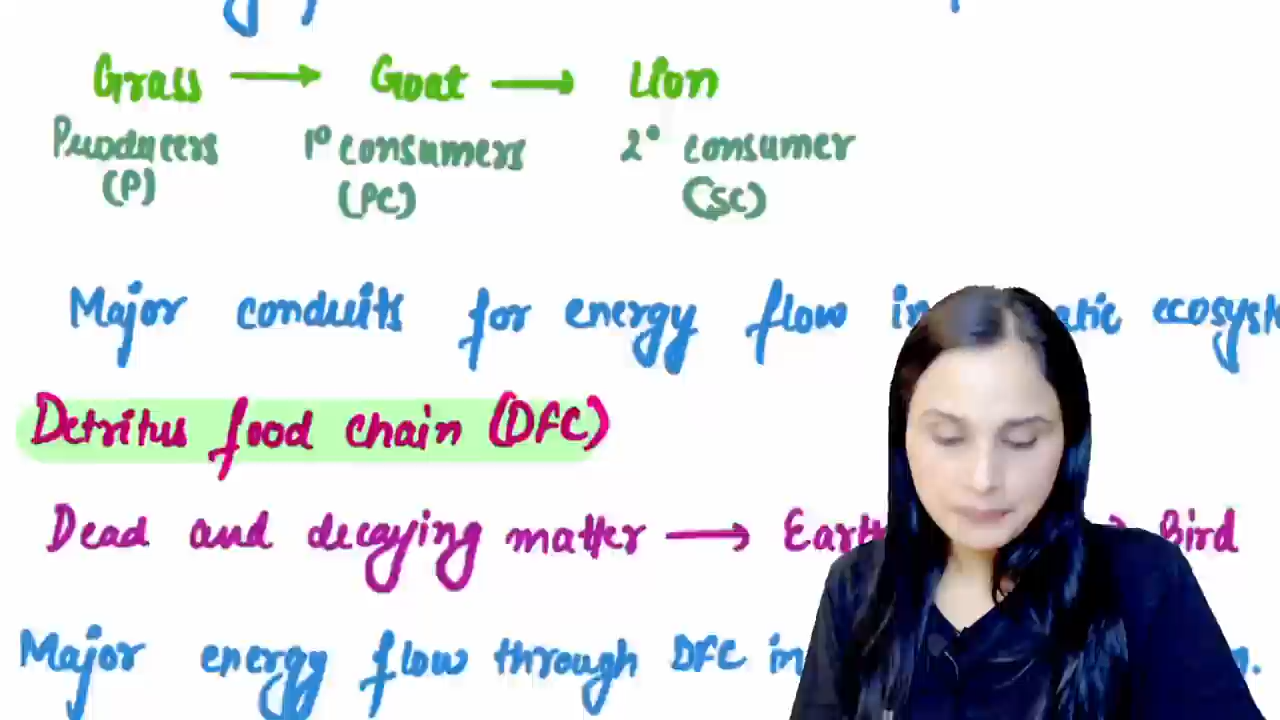 Grass → Goat → Lion
Producers 1° consumers 2° consumer
(P) (PC) (SC)
Major conduits for energy flow in
Detritus food chain (DFC)
Dead and decaying matter → → Bird
Major energy flow through DFC in